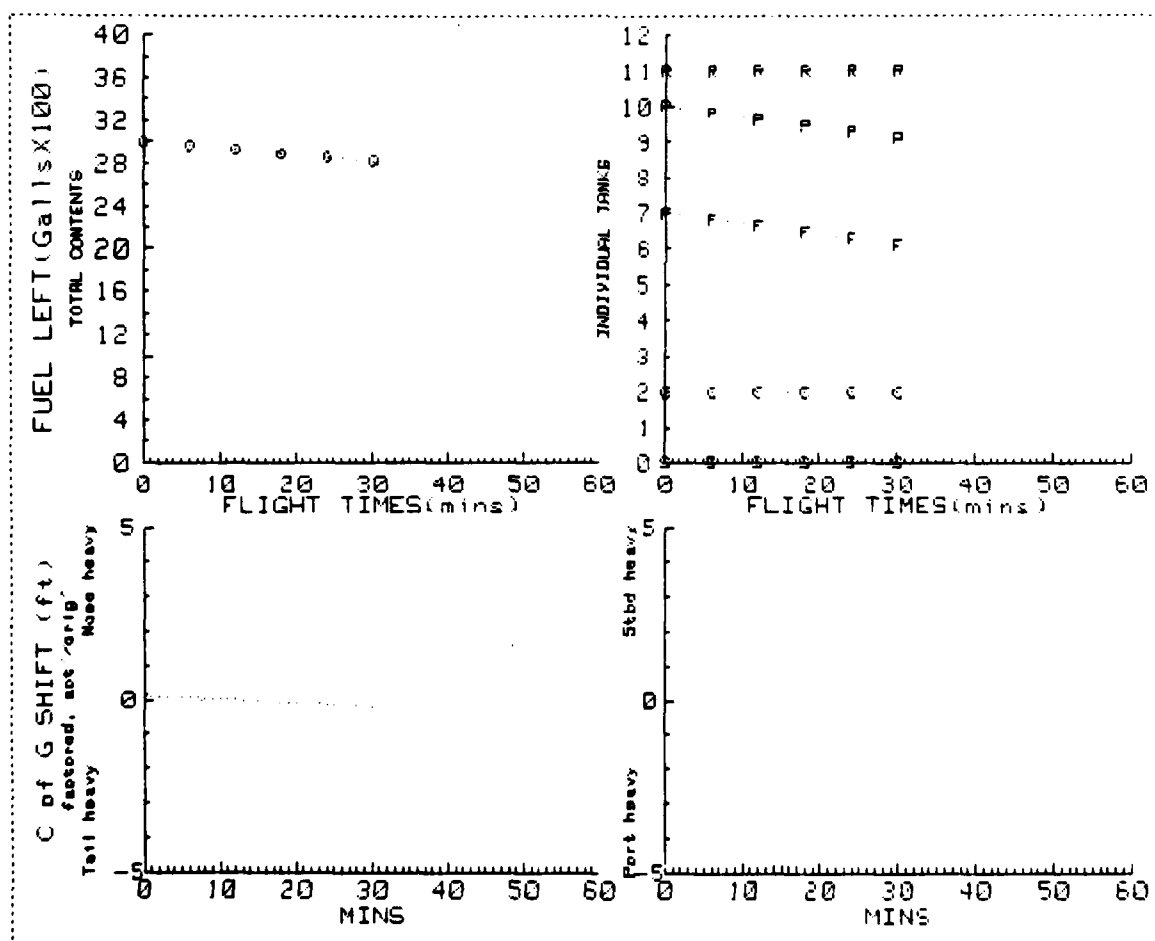 FUEL LEFT(Galls×100)
TOTAL CONTENTS
40
36
32
28
24
20
16
8
4
0
0 10 20 30 40 50 60
FLIGHT TIMES(mins)
INDIVIDUAL TANKS
12
11
10
9
8
7
6
5
4
3
2
1
0
R R R R R R
P P P P P
F F F F F
0 10 20 30 40 50 60
FLIGHT TIMES(mins)
C of G SHIFT (ft)
factored,
Tail heavy
Nose heavy
5
0
-5
0 10 20 30 40 50 60
MINS
Port heavy
Stbd heavy
5
0
-5
0 10 20 30 40 50 60
MINS